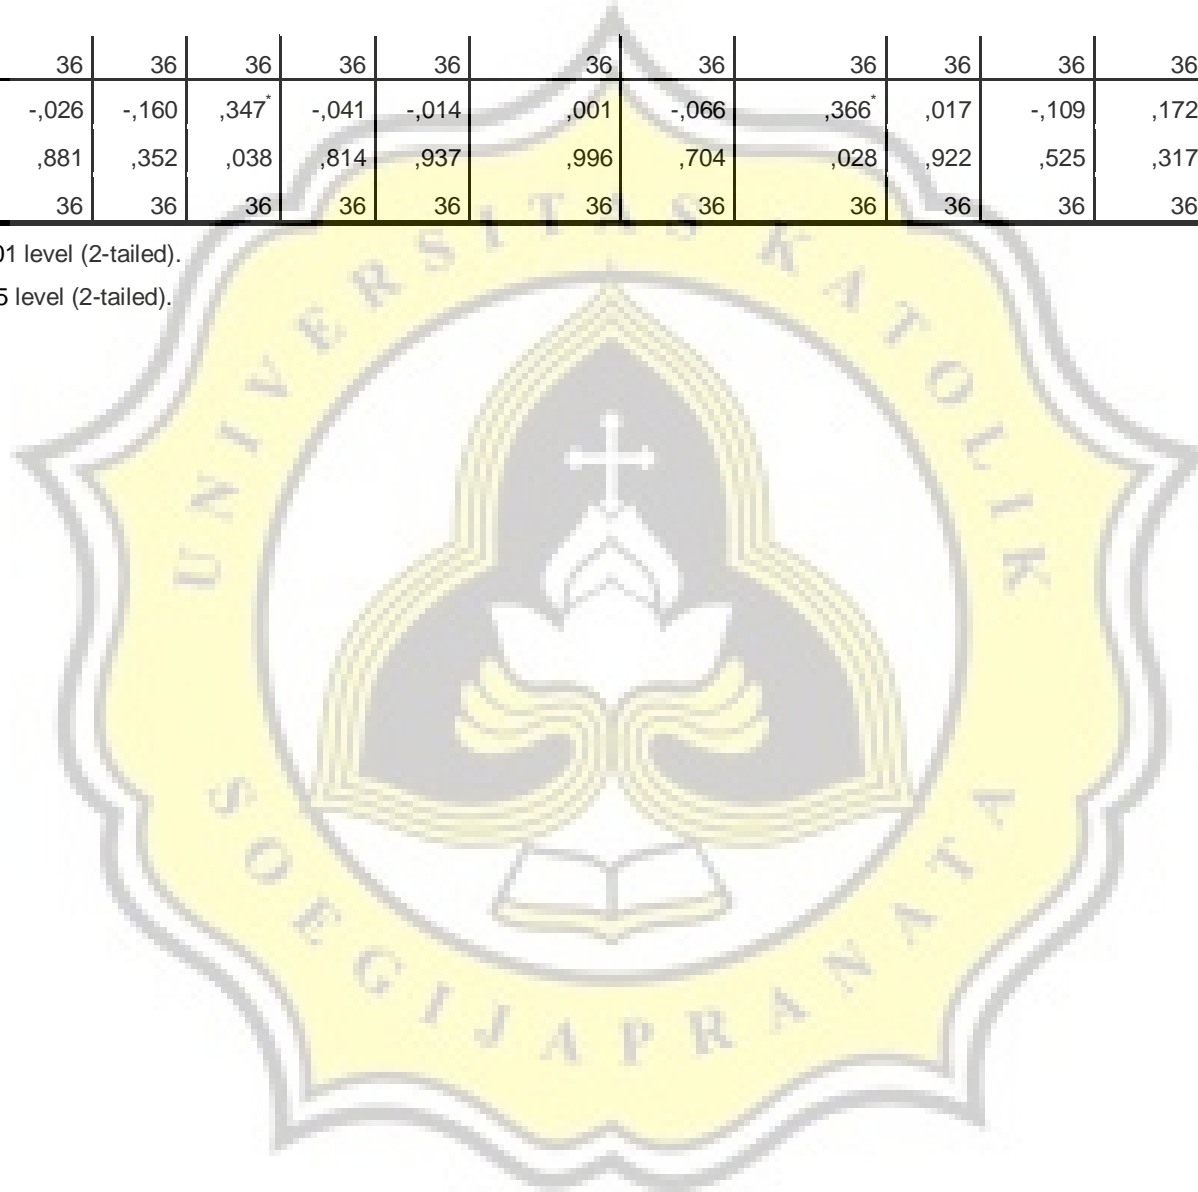 36 36 36 36 36 36 36 36 36 36 36
-,026 -,160 ,347* -,041 -,014 ,001 -,066 ,366* ,017 -,109 ,172
,881 ,352 ,038 ,814 ,937 ,996 ,704 ,028 ,922 ,525 ,317
36 36 36 36 36 36 36 36 36 36 36
01 level (2-tailed).
5 level (2-tailed).
UNIVERSITAS KATOLIK
SOEGIJAPRANATA